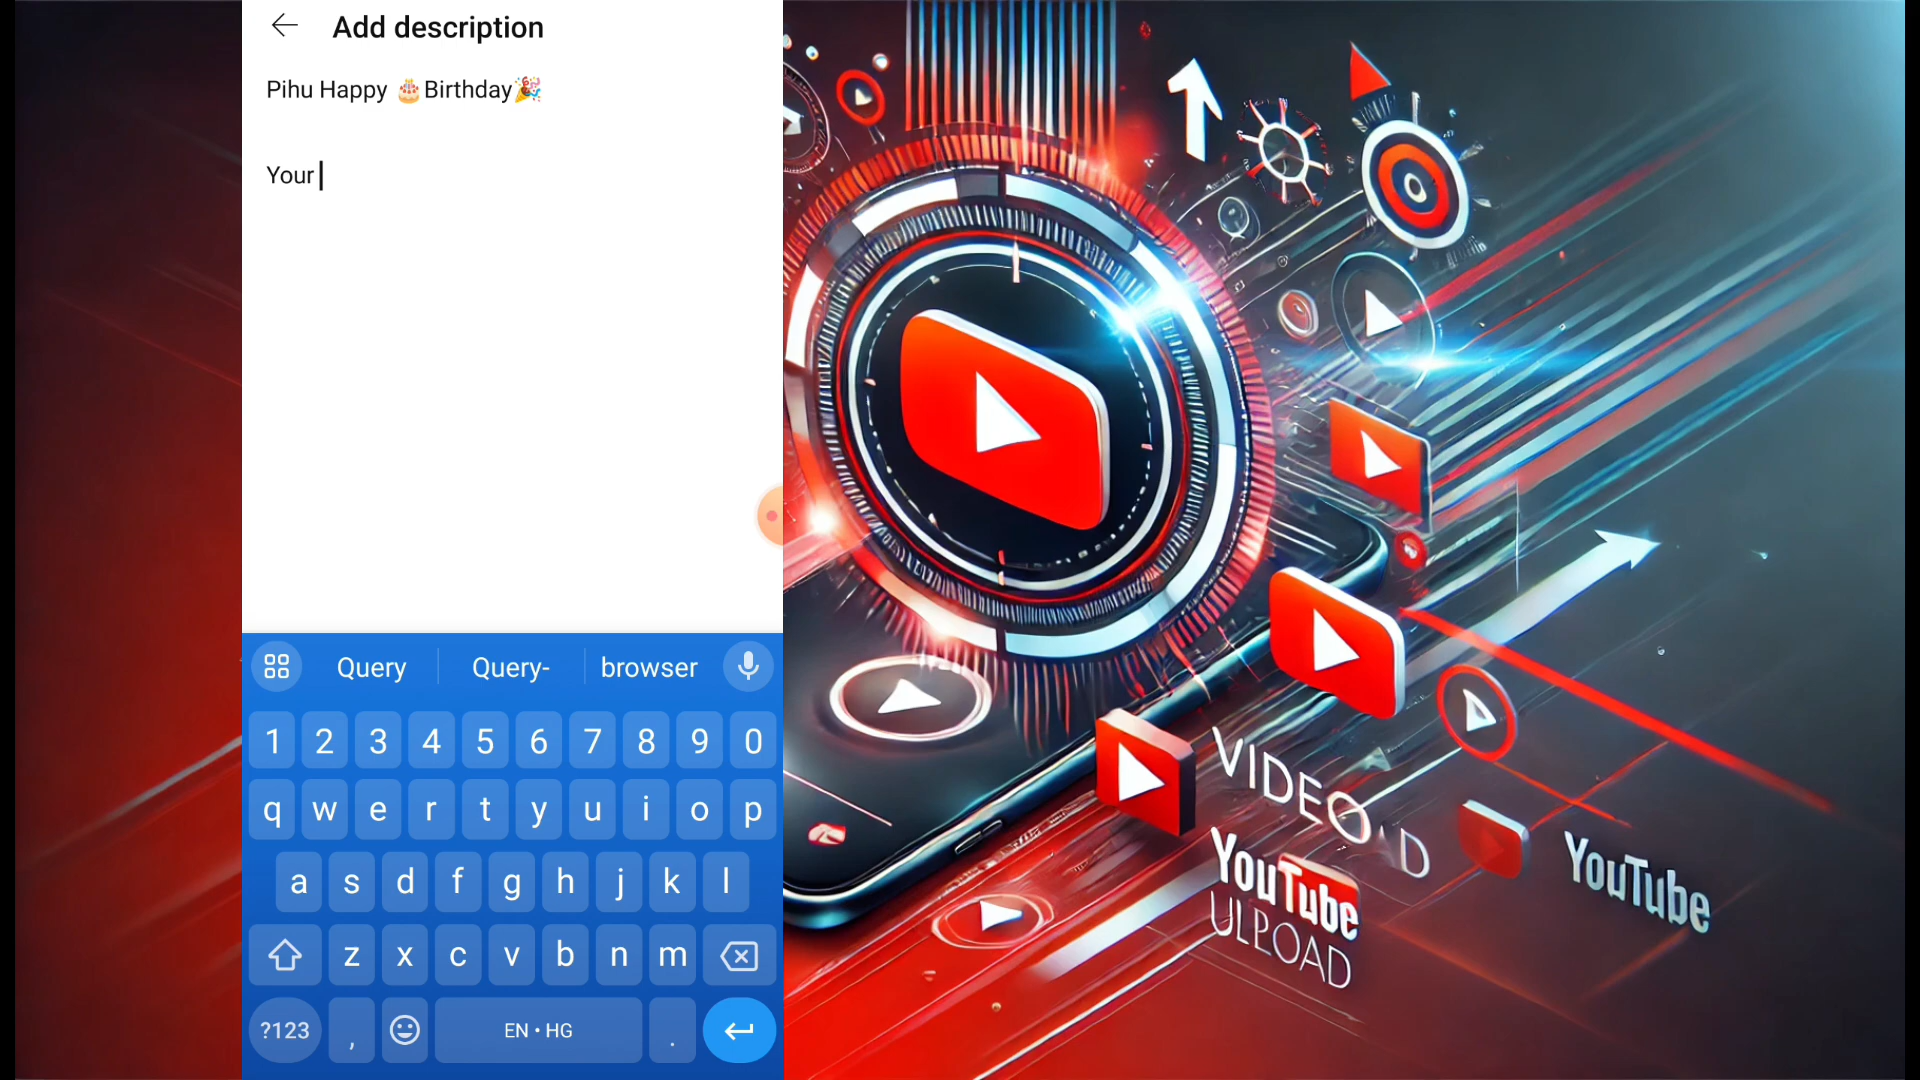 Add description
Pihu Happy 🎂Birthday🎉
Your
Query Query- browser
1 2 3 4 5 6 7 8 9 0
q w e r t y u i o p
a s d f g h j k l
z x c v b n m
?123 , EN • HG .
VIDEO D
YouTube
ULPOAD
YouTube